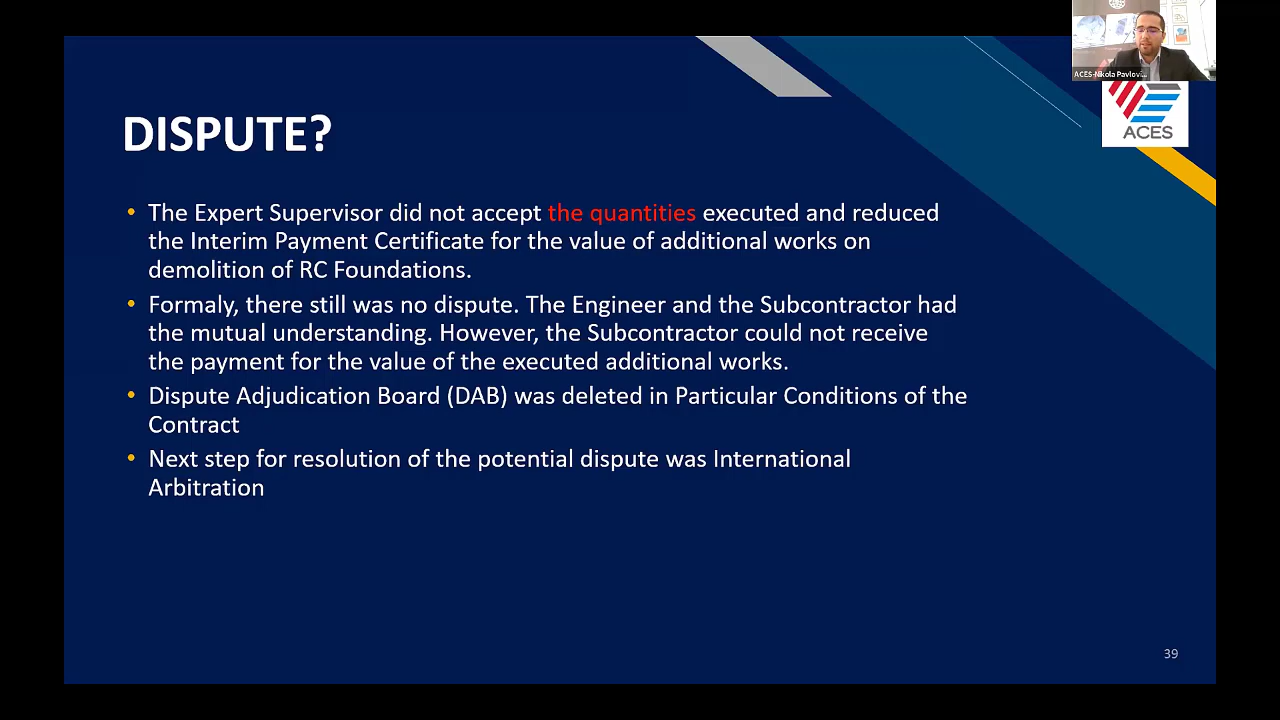 ACES-Nikola Pavlovi...
ACES
DISPUTE?
• The Expert Supervisor did not accept the quantities executed and reduced
the Interim Payment Certificate for the value of additional works on
demolition of RC Foundations.
• Formaly, there still was no dispute. The Engineer and the Subcontractor had
the mutual understanding. However, the Subcontractor could not receive
the payment for the value of the executed additional works.
• Dispute Adjudication Board (DAB) was deleted in Particular Conditions of the
Contract
• Next step for resolution of the potential dispute was International
Arbitration
39